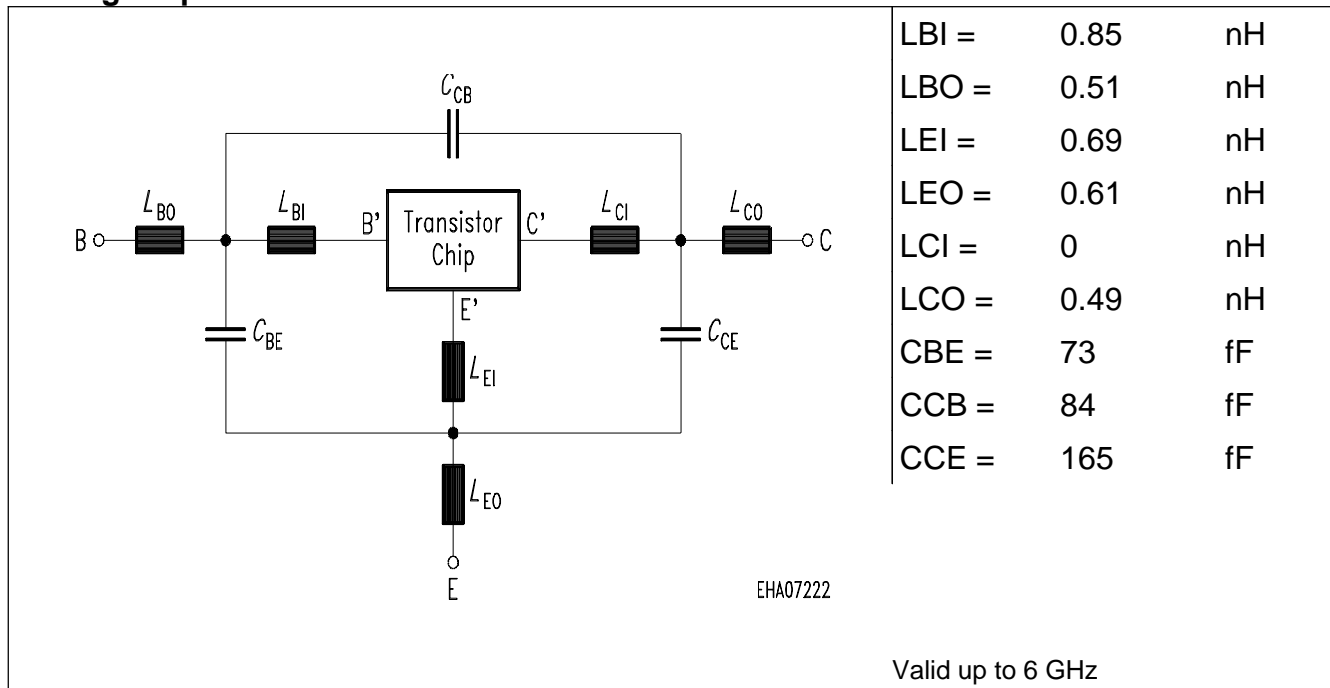 C_CB
L_BO L_BI B' Transistor Chip C' L_CI L_CO
B C
E'
C_BE C_CE
L_EI
L_EO
E
EHA07222
LBI = 0.85 nH
LBO = 0.51 nH
LEI = 0.69 nH
LEO = 0.61 nH
LCI = 0 nH
LCO = 0.49 nH
CBE = 73 fF
CCB = 84 fF
CCE = 165 fF
Valid up to 6 GHz